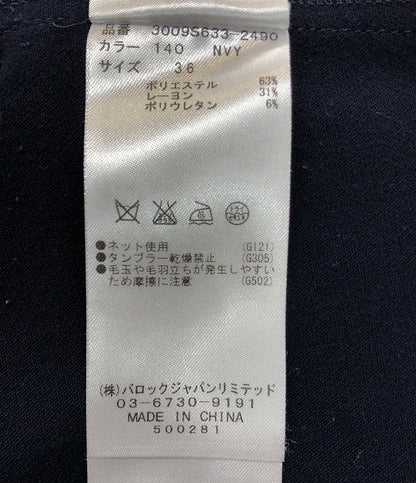 品番 3009S633-2490
カラー 140 NVY
サイズ 36
ポリエステル 63%
レーヨン 31%
ポリウレタン 6%
●ネット使用 (G121)
●タンブラー乾燥禁止 (G305)
●毛玉や毛羽立ちが発生しやすい
ため摩擦に注意 (G502)
(株)バロックジャパンリミテッド
03-6730-9191
MADE IN CHINA
500281